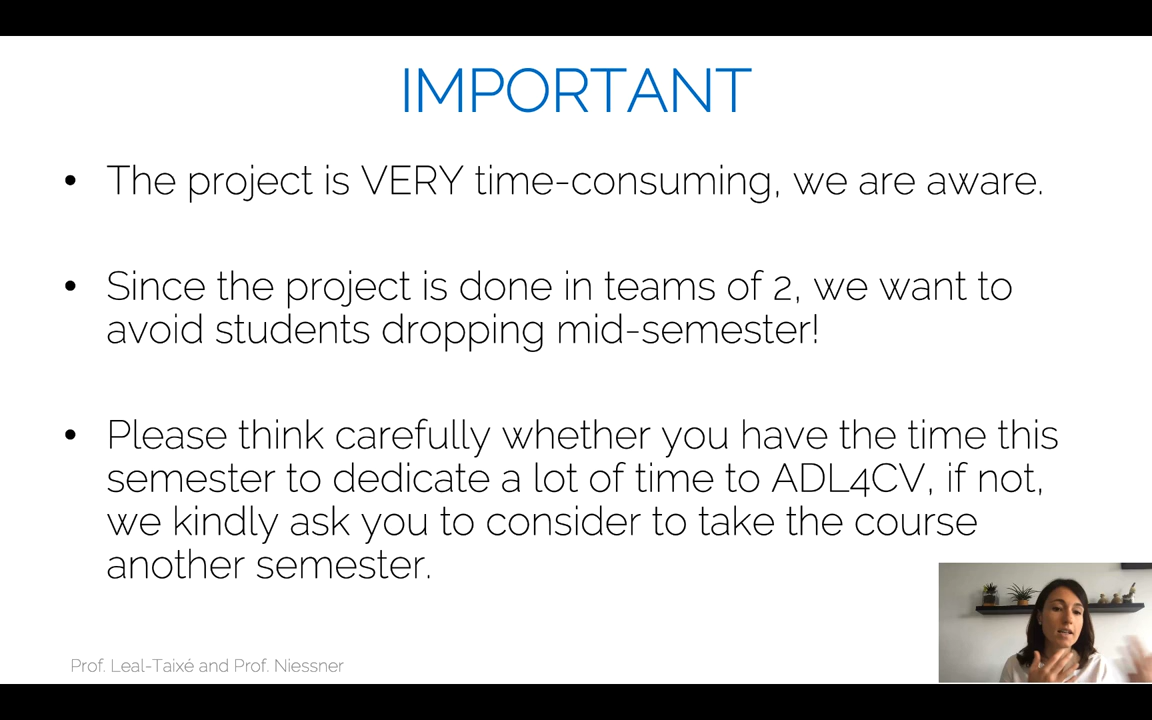 IMPORTANT
• The project is VERY time-consuming, we are aware.
• Since the project is done in teams of 2, we want to
avoid students dropping mid-semester!
• Please think carefully whether you have the time this
semester to dedicate a lot of time to ADL4CV, if not,
we kindly ask you to consider to take the course
another semester.
Prof. Leal-Taixé and Prof. Niessner